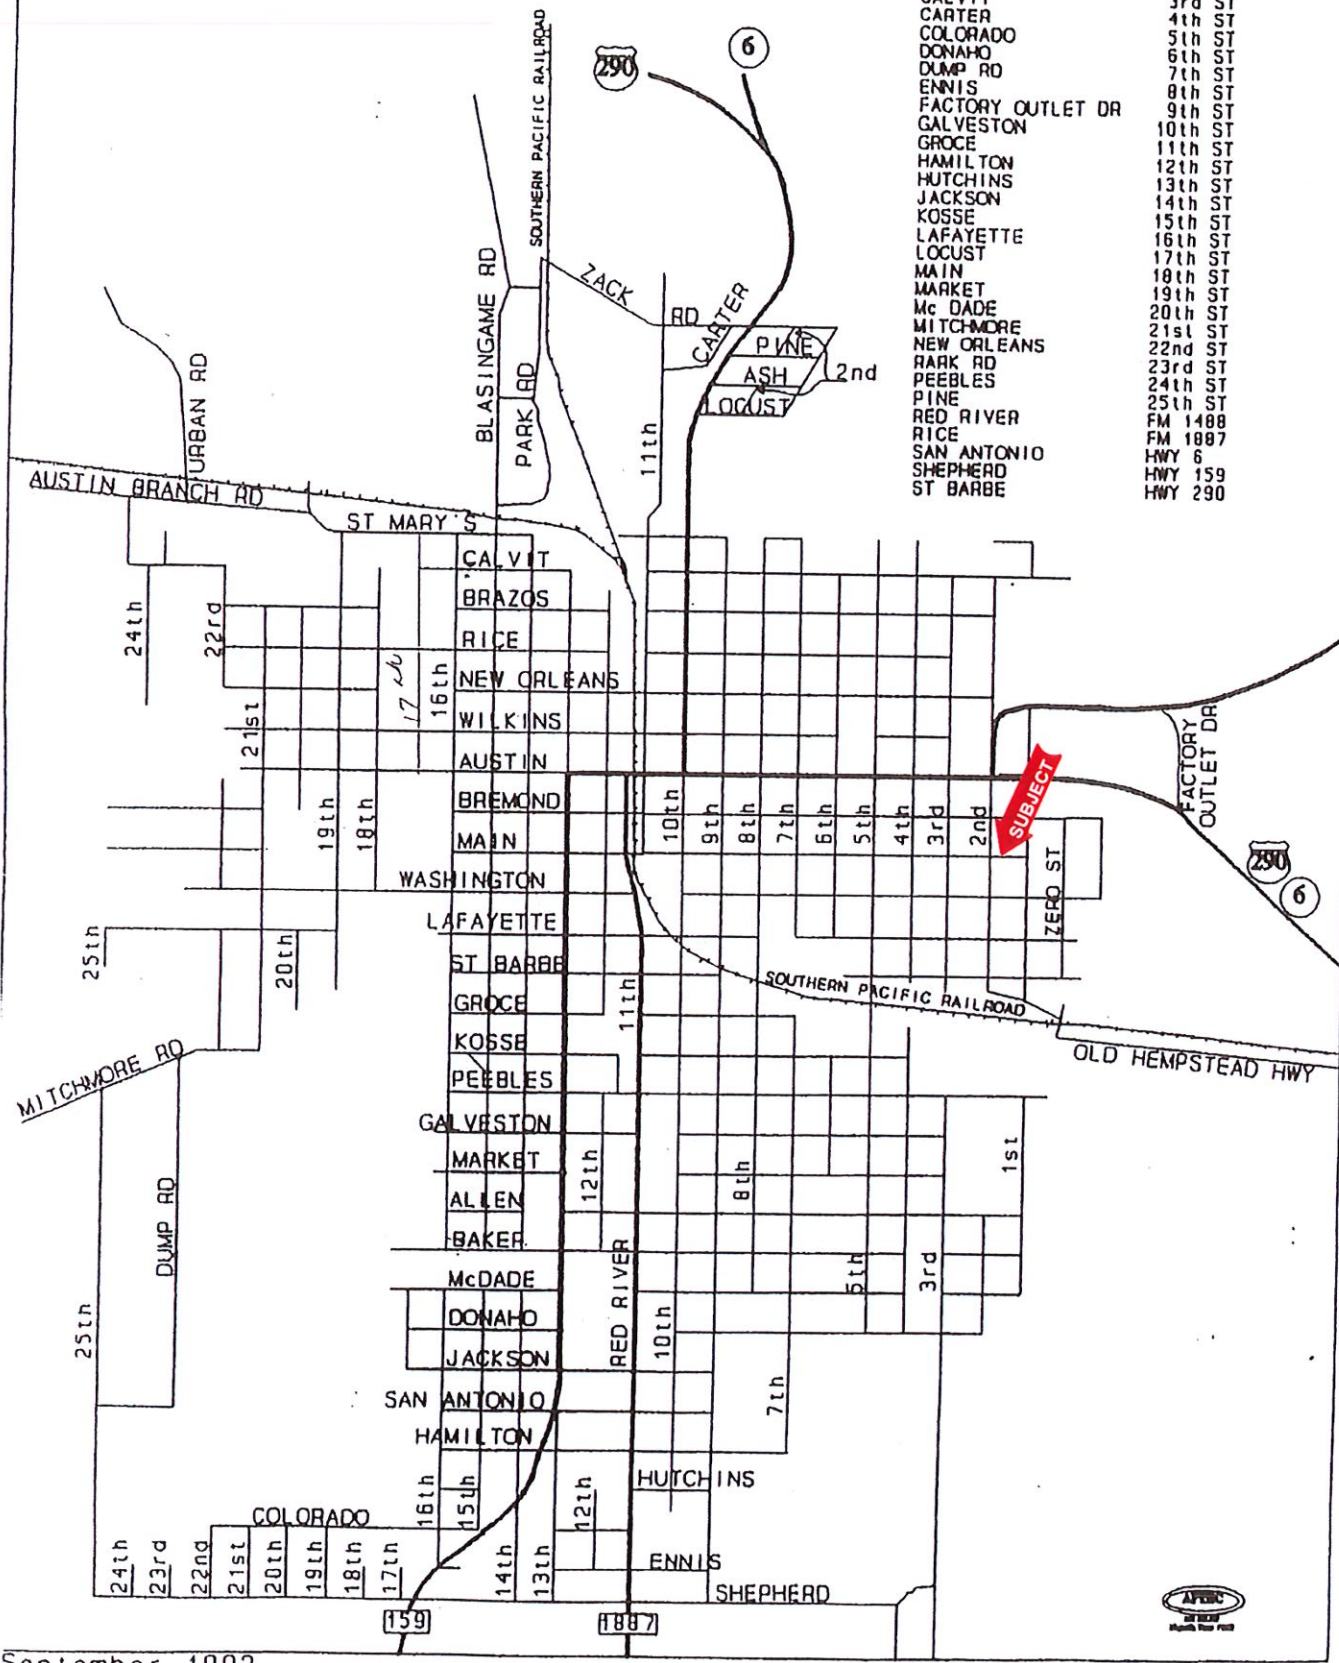 CARTER 4th ST
COLORADO 5th ST
DONAHO 6th ST
DUMP RD 7th ST
ENNIS 8th ST
FACTORY OUTLET DR 9th ST
GALVESTON 10th ST
GROCE 11th ST
HAMILTON 12th ST
HUTCHINS 13th ST
JACKSON 14th ST
KOSSE 15th ST
LAFAYETTE 16th ST
LOCUST 17th ST
MAIN 18th ST
MARKET 19th ST
Mc DADE 20th ST
MITCHMORE 21st ST
NEW ORLEANS 22nd ST
RARK RD 23rd ST
PEEBLES 24th ST
PINE 25th ST
RED RIVER FM 1488
RICE FM 1887
SAN ANTONIO HWY 6
SHEPHERD HWY 159
ST BARBE HWY 290
290
6
SOUTHERN PACIFIC RAILROAD
ZACK RD
CARTER
PINE
ASH
LOCUST
2nd
BLASINGAME RD
PARK RD
11th
URBAN RD
AUSTIN BRANCH RD
ST MARY'S
CALVIT
BRAZOS
RICE
NEW ORLEANS
WILKINS
AUSTIN
BREMOND
MAIN
WASHINGTON
LAFAYETTE
ST BARBE
GROCE
KOSSE
PEEBLES
GALVESTON
MARKET
ALLEN
BAKER
McDADE
DONAHO
JACKSON
SAN ANTONIO
HAMILTON
24th
22rd
21st
17th
16th
19th
18th
10th
9th
8th
7th
6th
5th
4th
3rd
2nd
SUBJECT
FACTORY
OUTLET DR
ZERO ST
290
6
25th
20th
11th
SOUTHERN PACIFIC RAILROAD
OLD HEMPSTEAD HWY
MITCHMORE RD
DUMP RD
25th
12th
8th
1st
5th
3rd
RED RIVER
10th
7th
HUTCHINS
16th
15th
12th
COLORADO
ENNIS
24th
23rd
22nd
21st
20th
19th
18th
17th
14th
13th
SHEPHERD
159
1887